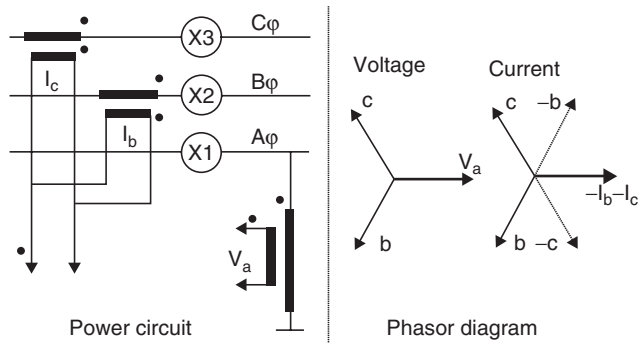 X3 Cφ
I_c
X2 Bφ
I_b
X1 Aφ
V_a
Power circuit
Voltage
c
V_a
b
Current
c –b
–I_b–I_c
b –c
Phasor diagram